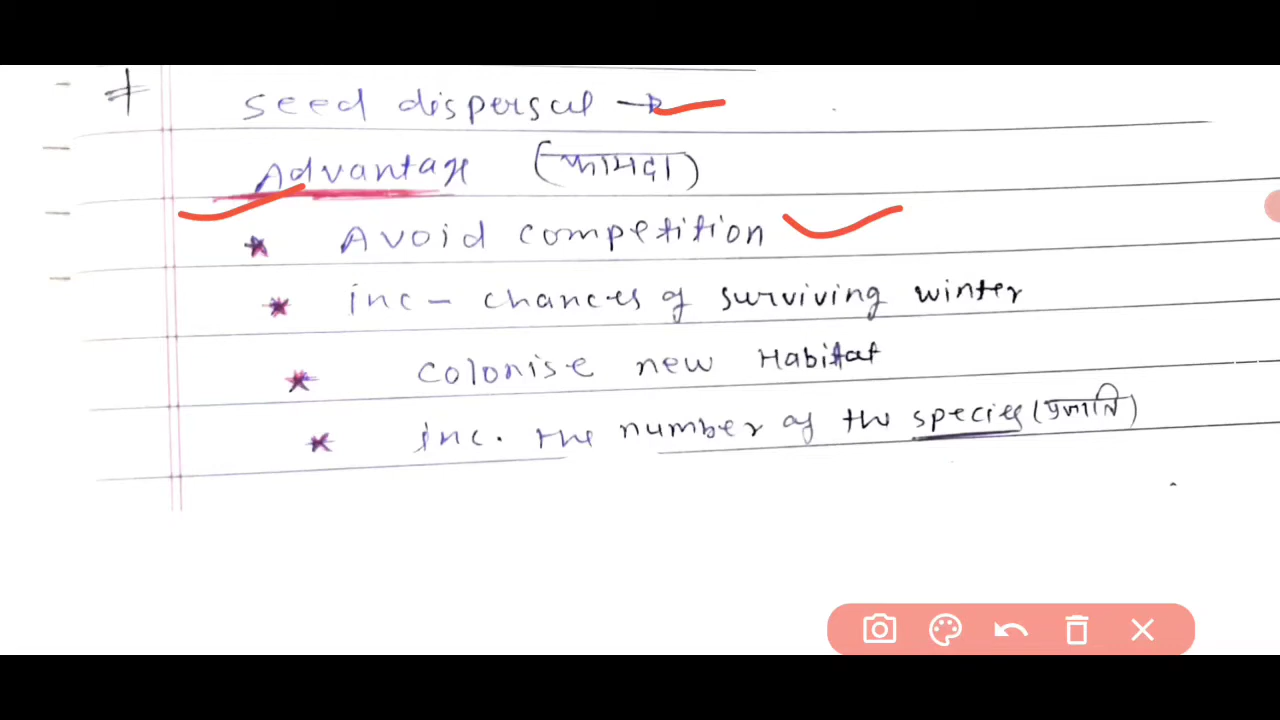 seed dispersal →
Advantage (फायदा)
* Avoid competition
* inc - chances of surviving winter
* colonise new Habitat
* inc. the number of the species (प्रजाति)